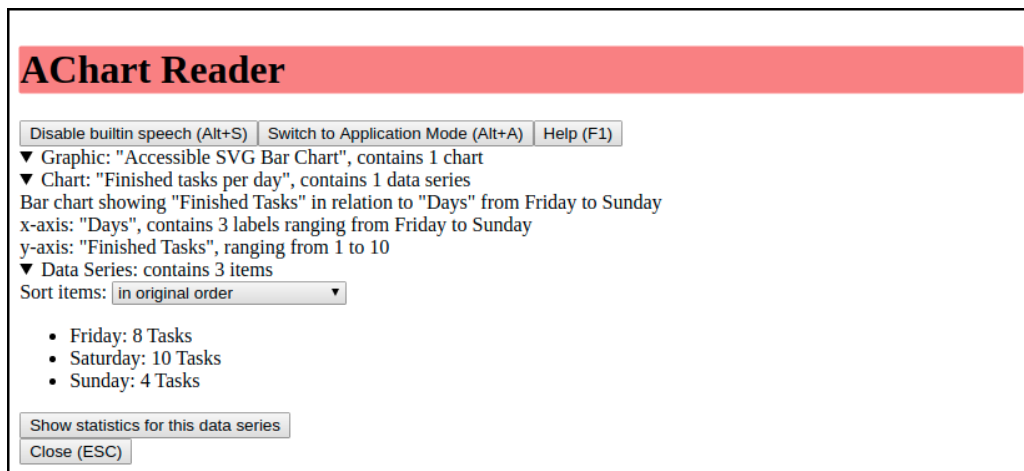 AChart Reader
Disable builtin speech (Alt+S) Switch to Application Mode (Alt+A) Help (F1)
▼ Graphic: "Accessible SVG Bar Chart", contains 1 chart
▼ Chart: "Finished tasks per day", contains 1 data series
Bar chart showing "Finished Tasks" in relation to "Days" from Friday to Sunday
x-axis: "Days", contains 3 labels ranging from Friday to Sunday
y-axis: "Finished Tasks", ranging from 1 to 10
▼ Data Series: contains 3 items
Sort items: in original order ▼
• Friday: 8 Tasks
• Saturday: 10 Tasks
• Sunday: 4 Tasks
Show statistics for this data series
Close (ESC)